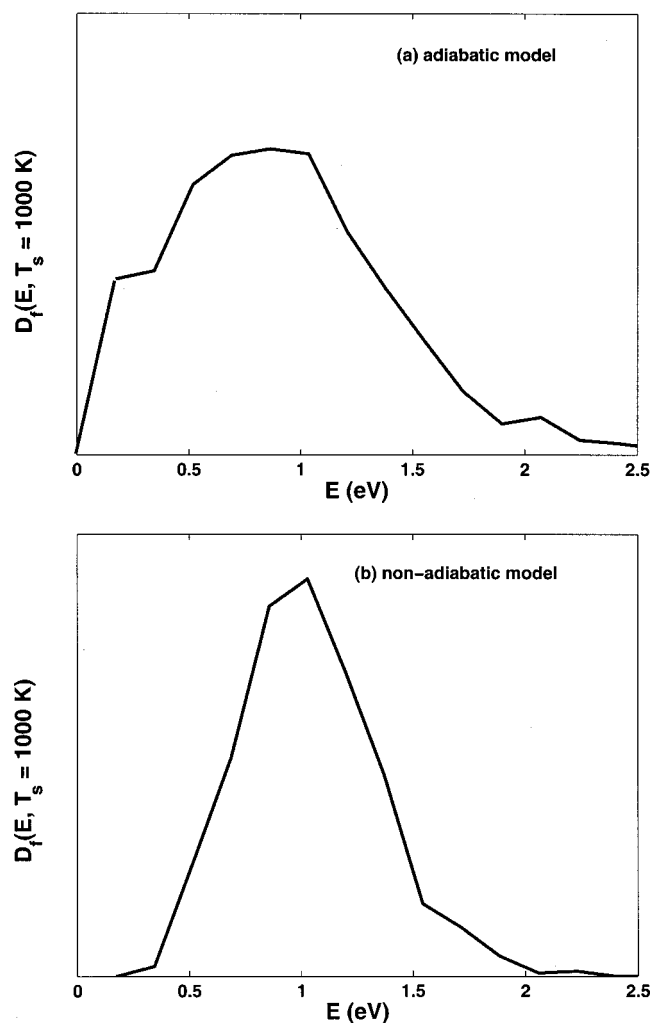 (a) adiabatic model
D_f(E, T_s = 1000 K)
0 0.5 1 1.5 2 2.5
E (eV)
(b) non-adiabatic model
D_f(E, T_s = 1000 K)
0 0.5 1 1.5 2 2.5
E (eV)